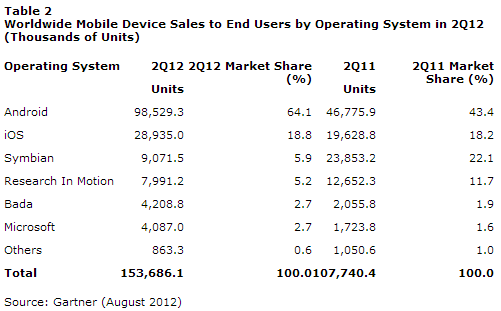 Table 2
Worldwide Mobile Device Sales to End Users by Operating System in 2Q12
(Thousands of Units)
Operating System 2Q12 2Q12 Market Share 2Q11 2Q11 Market
Units (%) Units Share (%)
Android 98,529.3 64.1 46,775.9 43.4
iOS 28,935.0 18.8 19,628.8 18.2
Symbian 9,071.5 5.9 23,853.2 22.1
Research In Motion 7,991.2 5.2 12,652.3 11.7
Bada 4,208.8 2.7 2,055.8 1.9
Microsoft 4,087.0 2.7 1,723.8 1.6
Others 863.3 0.6 1,050.6 1.0
Total 153,686.1 100.0107,740.4 100.0
Source: Gartner (August 2012)